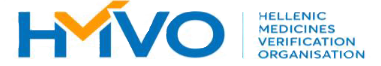 HMVO
HELLENIC
MEDICINES
VERIFICATION
ORGANISATION